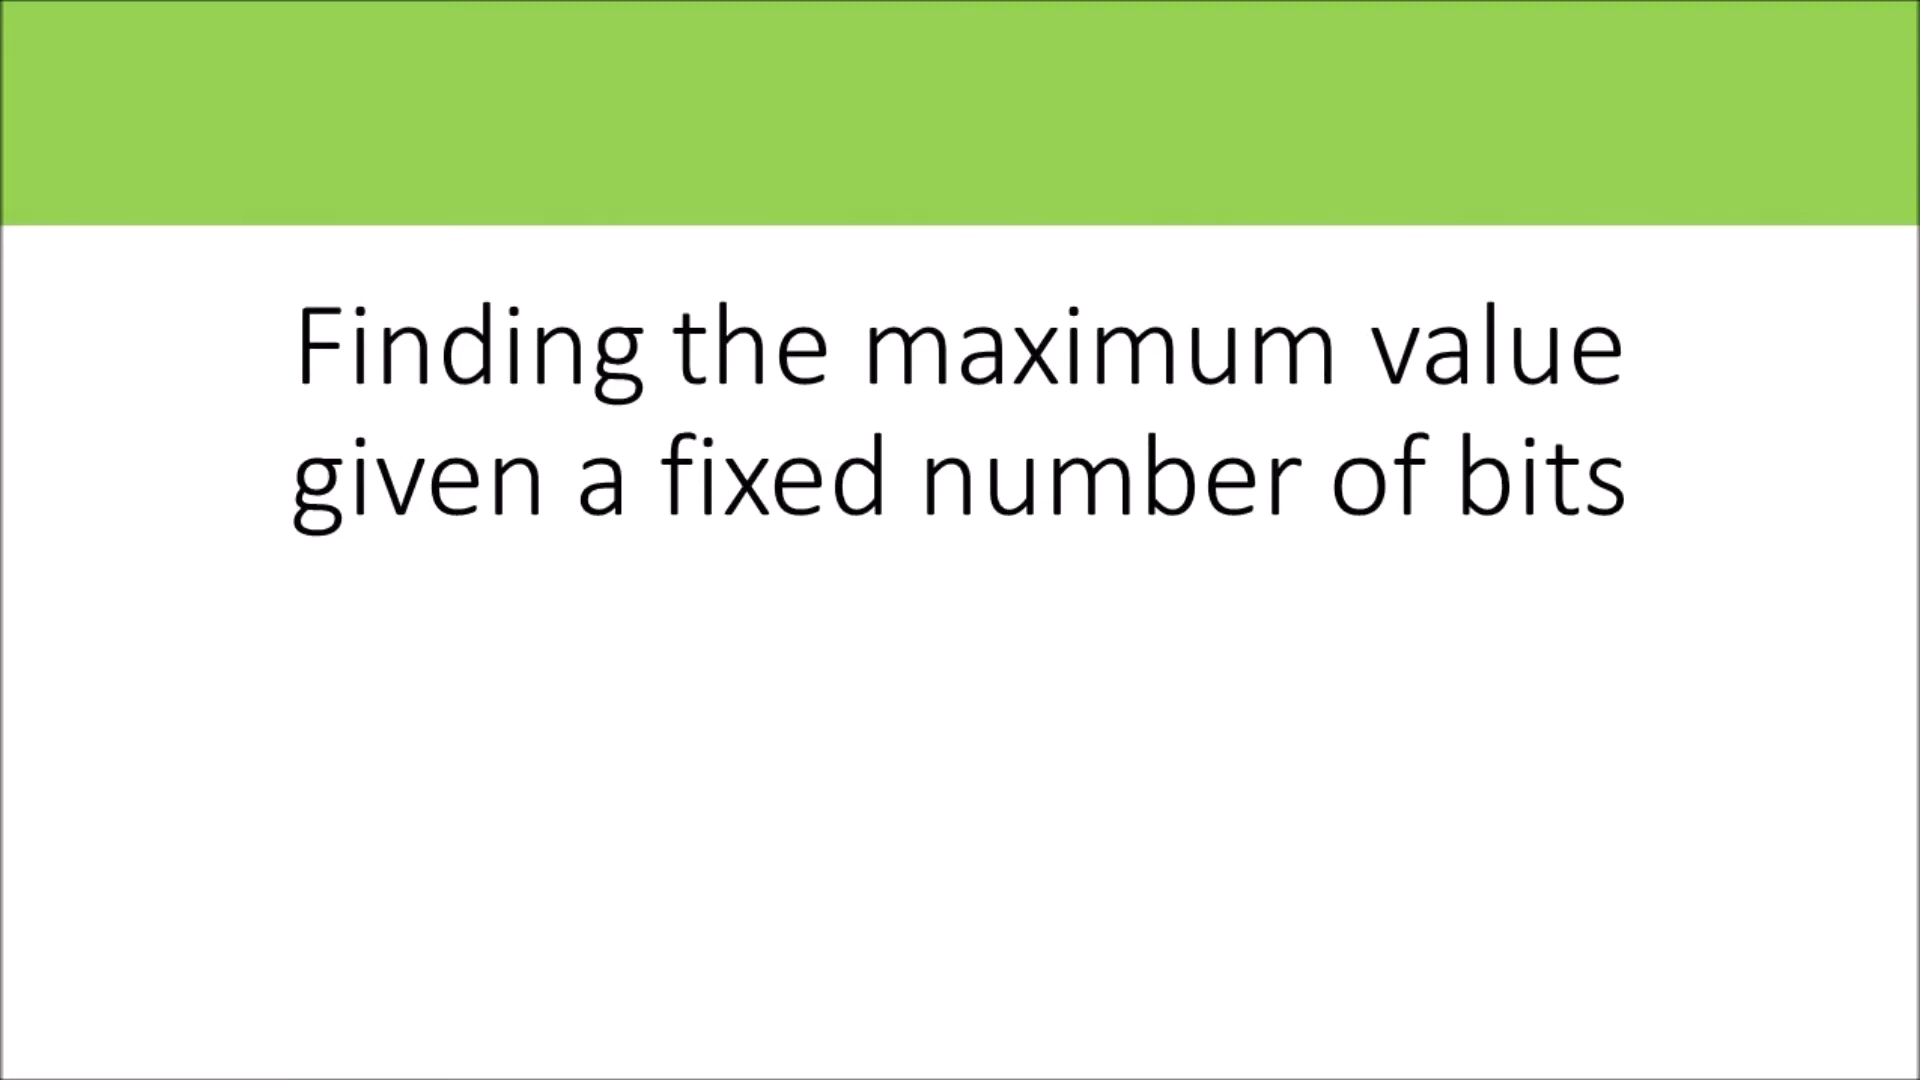 Finding the maximum value
given a fixed number of bits